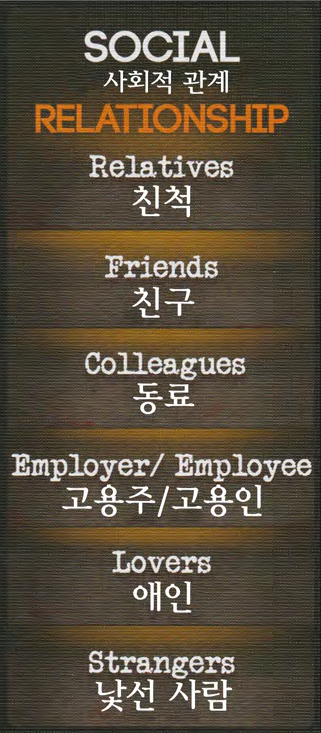 SOCIAL
사회적 관계
RELATIONSHIP
Relatives
친척
Friends
친구
Colleagues
동료
Employer/ Employee
고용주/고용인
Lovers
애인
Strangers
낯선 사람